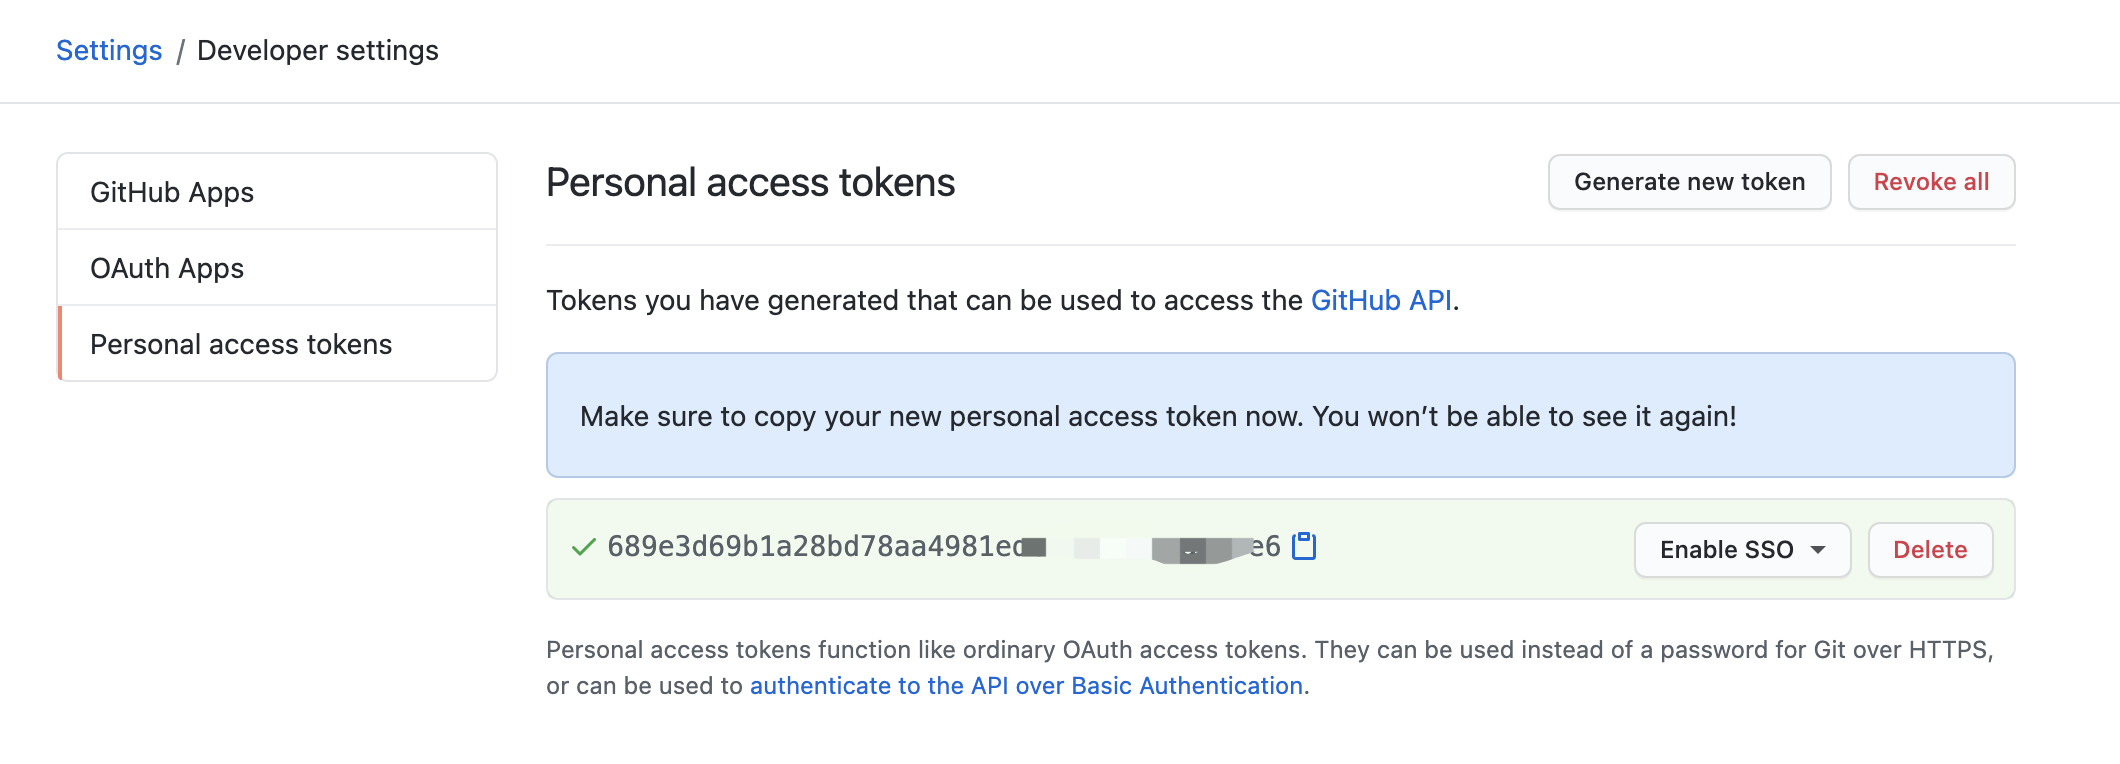 Settings / Developer settings
GitHub Apps
OAuth Apps
Personal access tokens
Personal access tokens
Generate new token
Revoke all
Tokens you have generated that can be used to access the GitHub API.
Make sure to copy your new personal access token now. You won’t be able to see it again!
Enable SSO
Delete
Personal access tokens function like ordinary OAuth access tokens. They can be used instead of a password for Git over HTTPS,
or can be used to authenticate to the API over Basic Authentication.